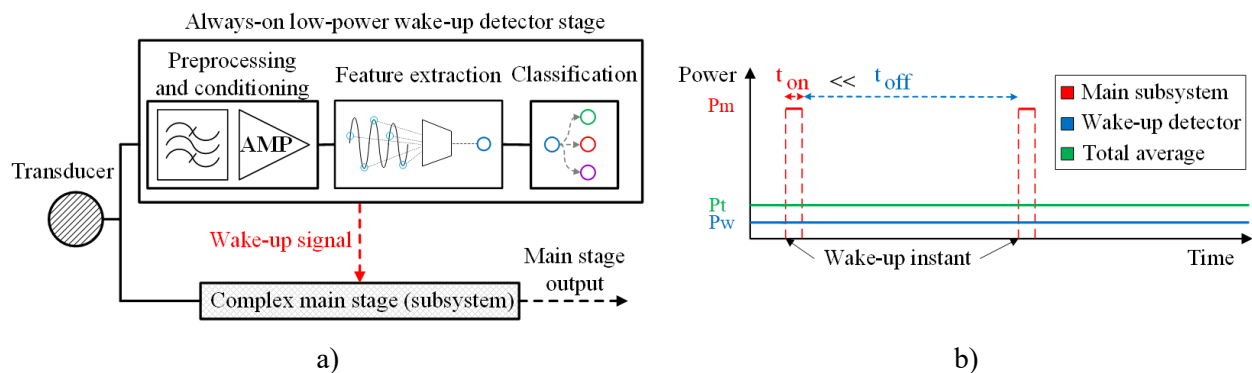 Always-on low-power wake-up detector stage
Preprocessing
and conditioning
Feature extraction
Classification
AMP
Transducer
Wake-up signal
Main stage
output
Complex main stage (subsystem)
a)
Power
t on
<<
t off
Pm
Main subsystem
Wake-up detector
Total average
Pt
Pw
Wake-up instant
Time
b)